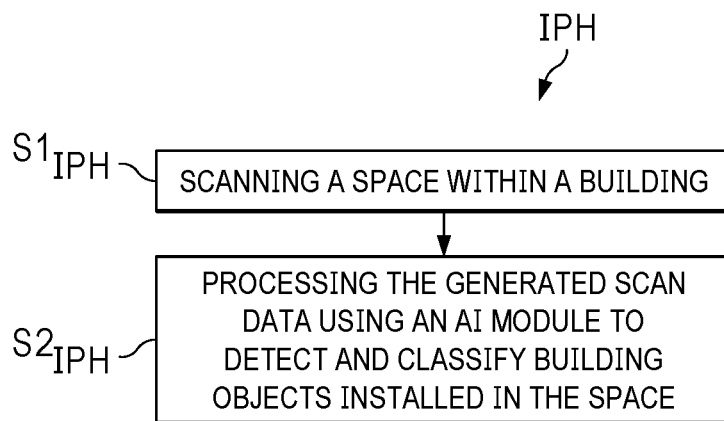 IPH
S1IPH
SCANNING A SPACE WITHIN A BUILDING
S2IPH
PROCESSING THE GENERATED SCAN
DATA USING AN AI MODULE TO
DETECT AND CLASSIFY BUILDING
OBJECTS INSTALLED IN THE SPACE